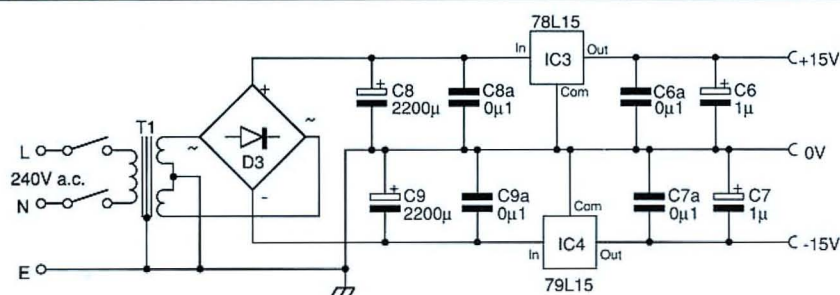 78L15
In
IC3
Out
Com
+15V
C8
2200µ
+
C8a
0µ1
C6a
0µ1
+
C6
1µ
T1
~
+
~
D3
-
L
240V a.c.
N
E
0V
+
C9
2200µ
C9a
0µ1
C7a
0µ1
+
C7
1µ
Com
In
IC4
Out
79L15
-15V